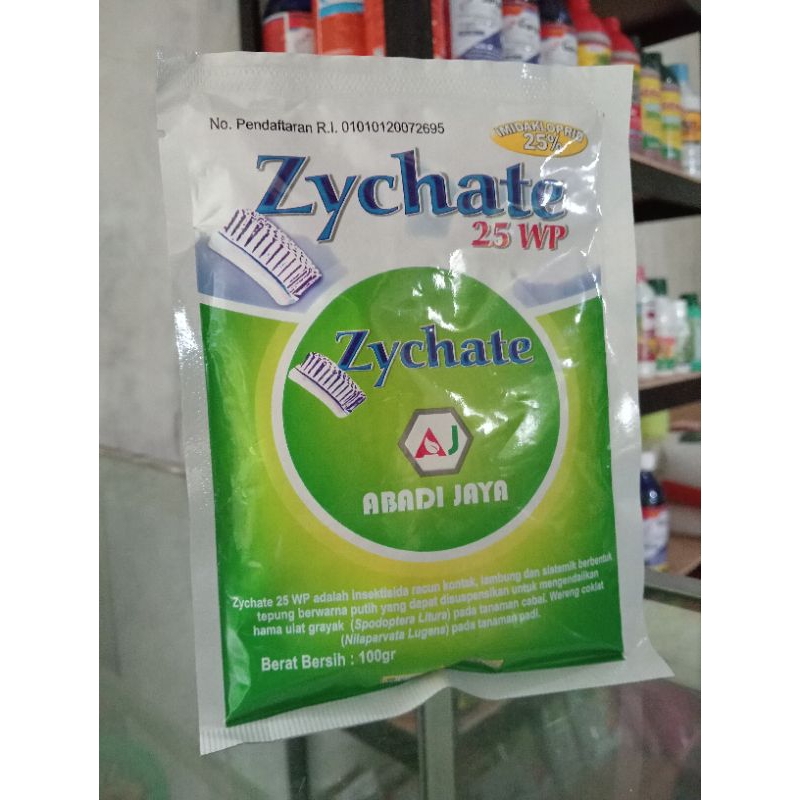 No. Pendaftaran R.I. 01010120072695
IMIDAKLOPRID
25%
Zychate
25 WP
Zychate
AJ
ABADI JAYA
Zychate 25 WP adalah insektisida racun kontak, lambung dan sistemik berbentuk
tepung berwarna putih yang dapat disuspensikan untuk mengendalikan
hama ulat grayak (Spodoptera Litura) pada tanaman cabai. Wereng coklat
(Nilaparvata Lugens) pada tanaman padi.
Berat Bersih : 100gr